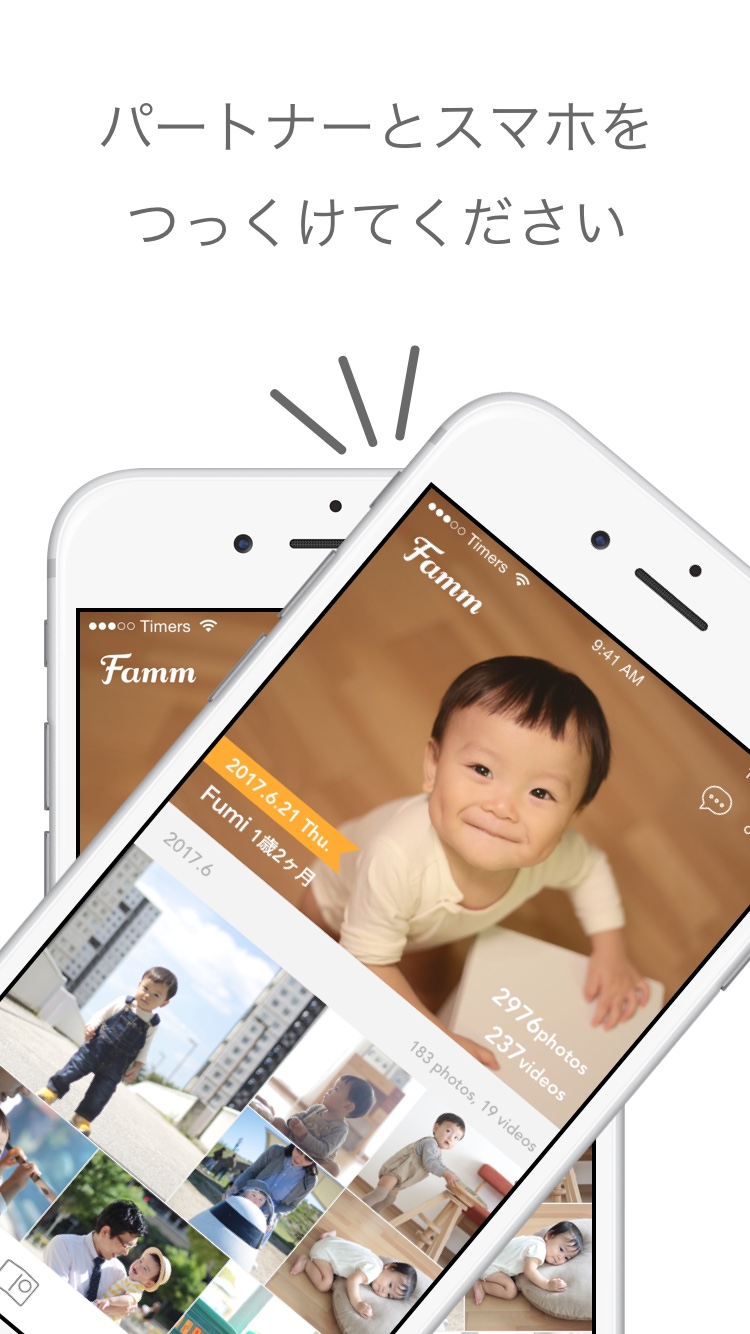 パートナーとスマホを
つっくけてください
Timers
Famm
Timers
9:41 AM
Famm
2017.6.21 Thu.
Fumi 1歳2ヶ月
2976photos
237videos
2017.6
183 photos, 19 videos